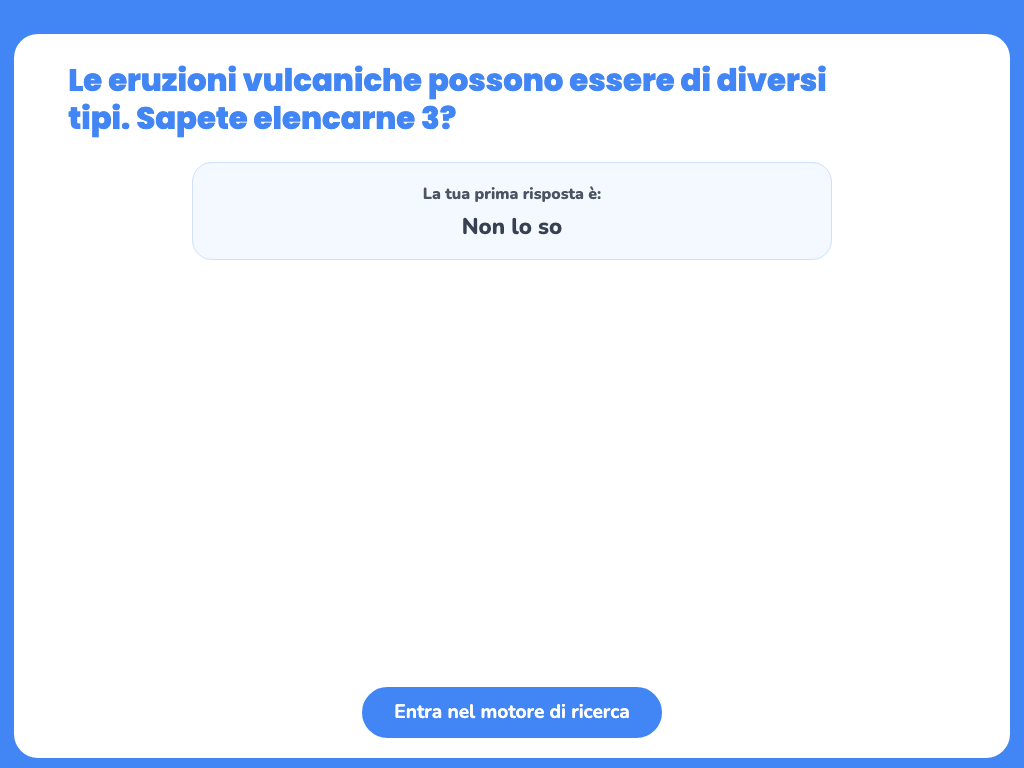 Le eruzioni vulcaniche possono essere di diversi
tipi. Sapete elencarne 3?
La tua prima risposta è:
Non lo so
Entra nel motore di ricerca